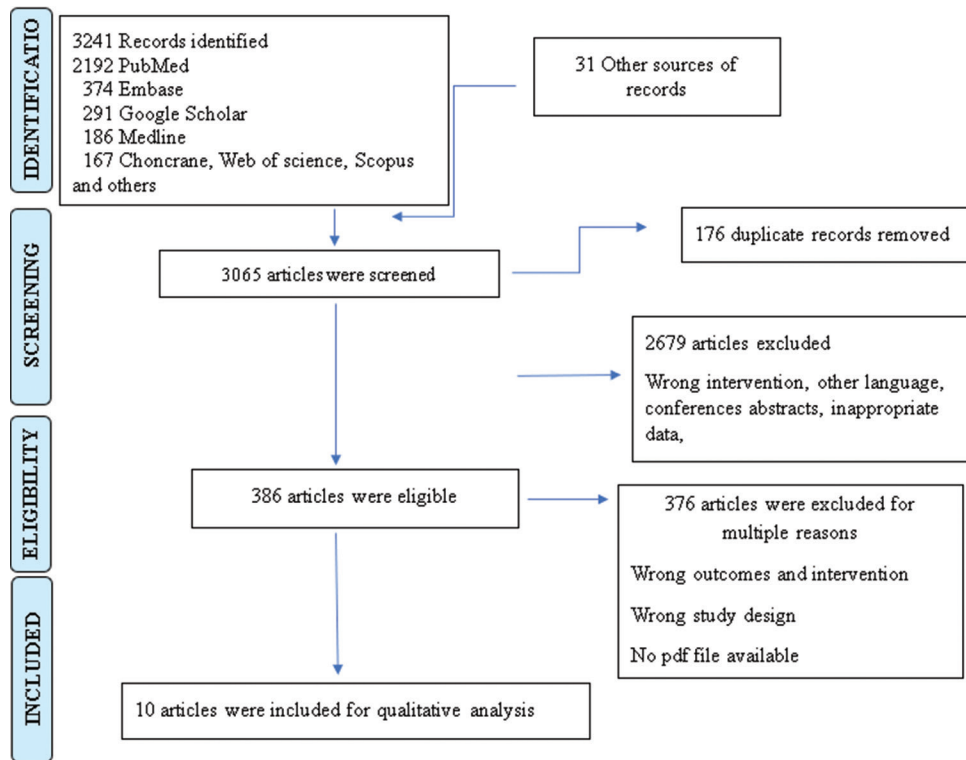 IDENTIFICATIO
3241 Records identified
2192 PubMed
374 Embase
291 Google Scholar
186 Medline
167 Choncrane, Web of science, Scopus
and others
31 Other sources of
records
SCREENING
176 duplicate records removed
3065 articles were screened
2679 articles excluded
Wrong intervention, other language,
conferences abstracts, inappropriate
data,
ELIGIBILITY
386 articles were eligible
376 articles were excluded for
multiple reasons
Wrong outcomes and intervention
Wrong study design
No pdf file available
INCLUDED
10 articles were included for qualitative analysis